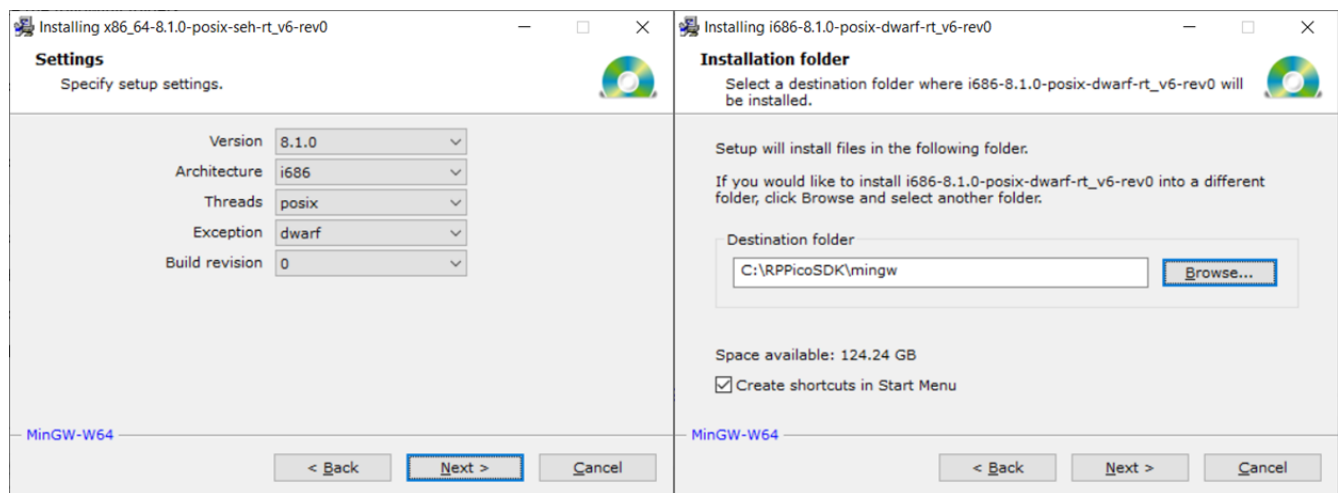 Installing x86_64-8.1.0-posix-seh-rt_v6-rev0
Settings
Specify setup settings.
Version 8.1.0
Architecture i686
Threads posix
Exception dwarf
Build revision 0
MinGW-W64
< Back Next > Cancel
Installing i686-8.1.0-posix-dwarf-rt_v6-rev0
Installation folder
Select a destination folder where i686-8.1.0-posix-dwarf-rt_v6-rev0 will
be installed.
Setup will install files in the following folder.
If you would like to install i686-8.1.0-posix-dwarf-rt_v6-rev0 into a different
folder, click Browse and select another folder.
Destination folder
C:\RPPicoSDK\mingw Browse...
Space available: 124.24 GB
Create shortcuts in Start Menu
MinGW-W64
< Back Next > Cancel